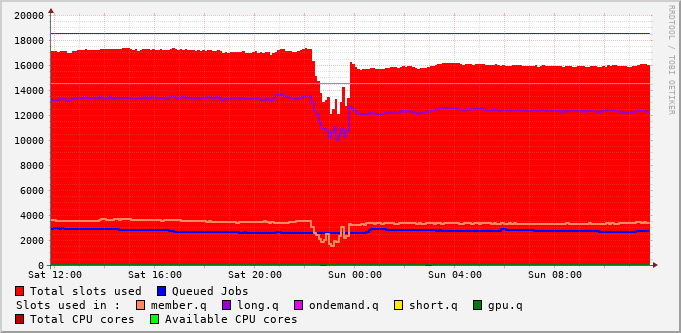 20000
18000
16000
14000
12000
10000
8000
6000
4000
2000
0
Sat 12:00 Sat 16:00 Sat 20:00 Sun 00:00 Sun 04:00 Sun 08:00
RRDTOOL / TOBI OETIKER
Total slots used Queued Jobs
Slots used in : member.q long.q ondemand.q short.q gpu.q
Total CPU cores Available CPU cores